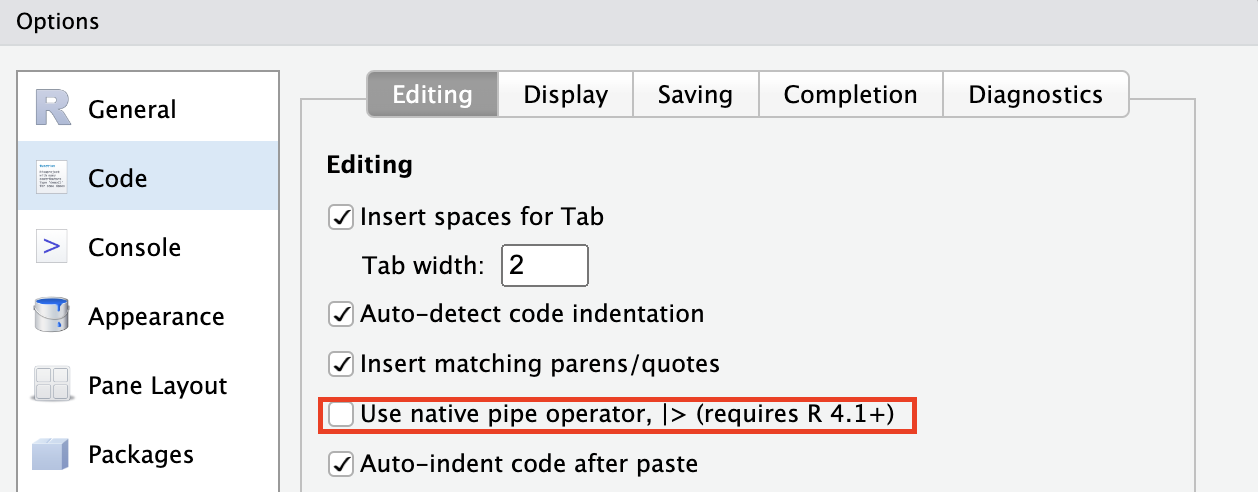 Options
General
Code
Console
Appearance
Pane Layout
Packages
Editing Display Saving Completion Diagnostics
Editing
Insert spaces for Tab
Tab width: 2
Auto-detect code indentation
Insert matching parens/quotes
Use native pipe operator, |> (requires R 4.1+)
Auto-indent code after paste